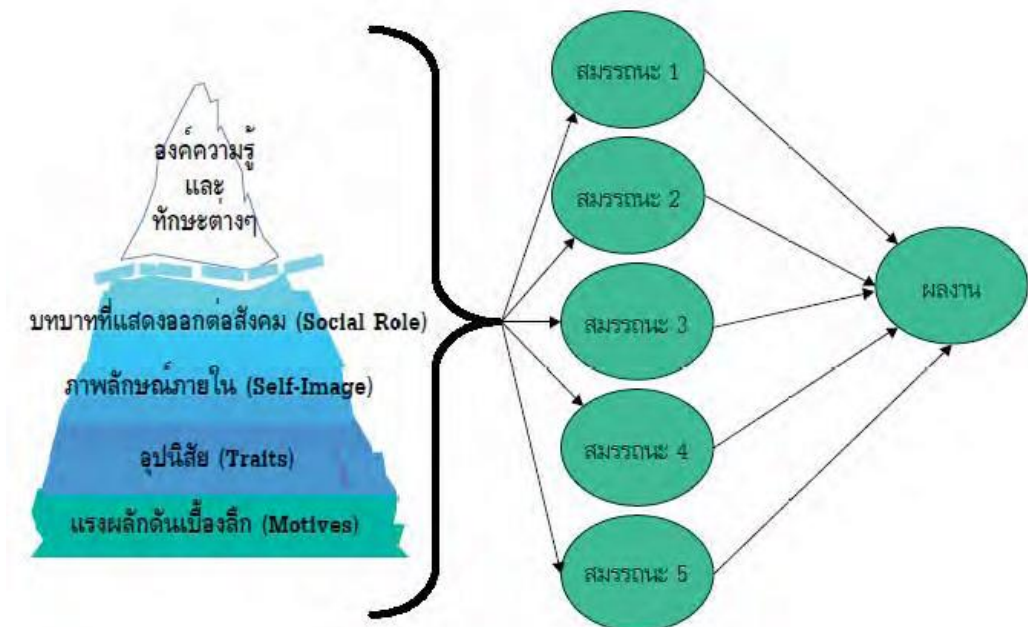 องค์ความรู้
และ
ทักษะต่างๆ
บทบาทที่แสดงออกต่อสังคม (Social Role)
ภาพลักษณ์ภายใน (Self-Image)
อุปนิสัย (Traits)
แรงผลักดันเบื้องลึก (Motives)
สมรรถนะ 1
สมรรถนะ 2
สมรรถนะ 3
สมรรถนะ 4
สมรรถนะ 5
ผลงาน